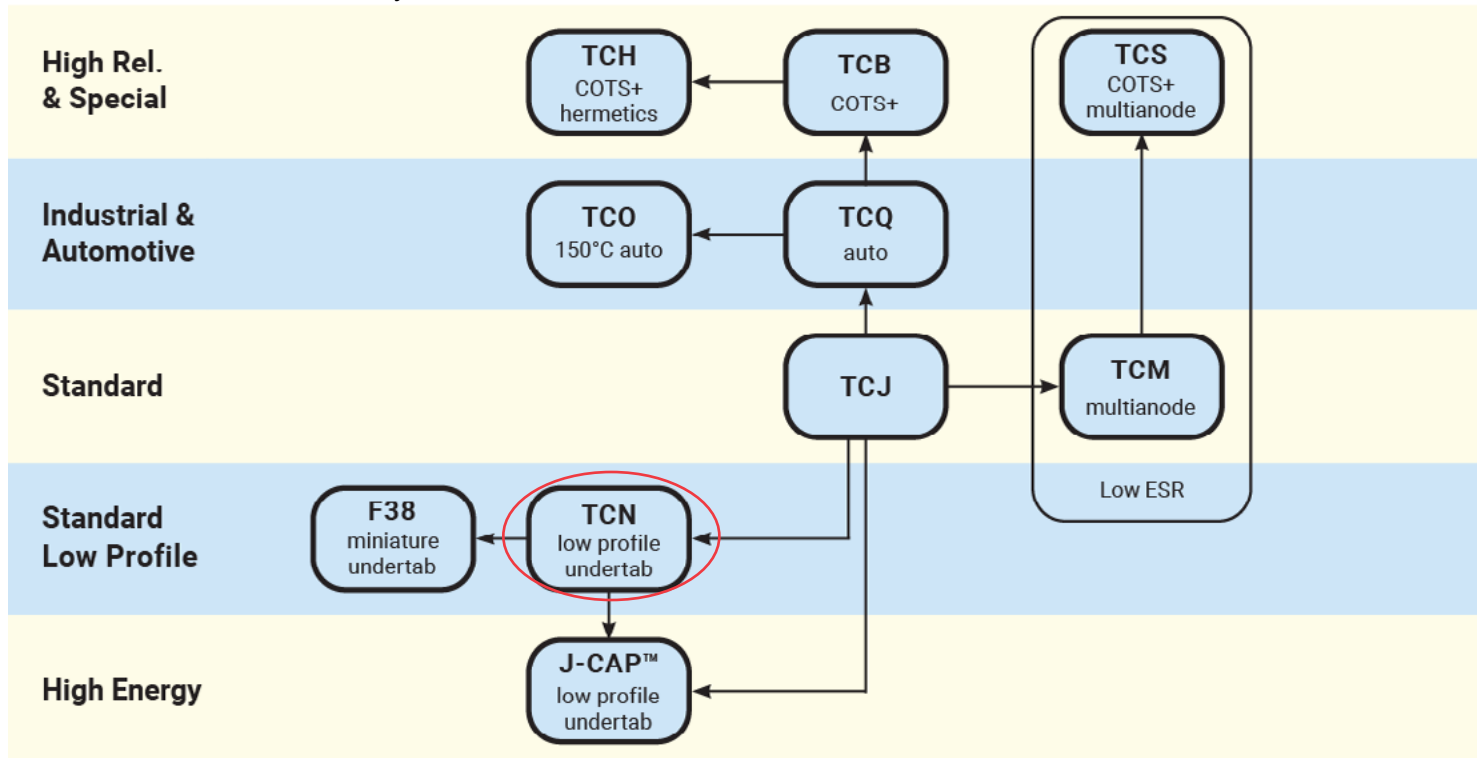 High Rel.
& Special
TCH
COTS+
hermetics
TCB
COTS+
TCS
COTS+
multianode
Industrial &
Automotive
TCO
150°C auto
TCQ
auto
Standard
TCJ
TCM
multianode
Low ESR
Standard
Low Profile
F38
miniature
undertab
TCN
low profile
undertab
High Energy
J-CAP™
low profile
undertab